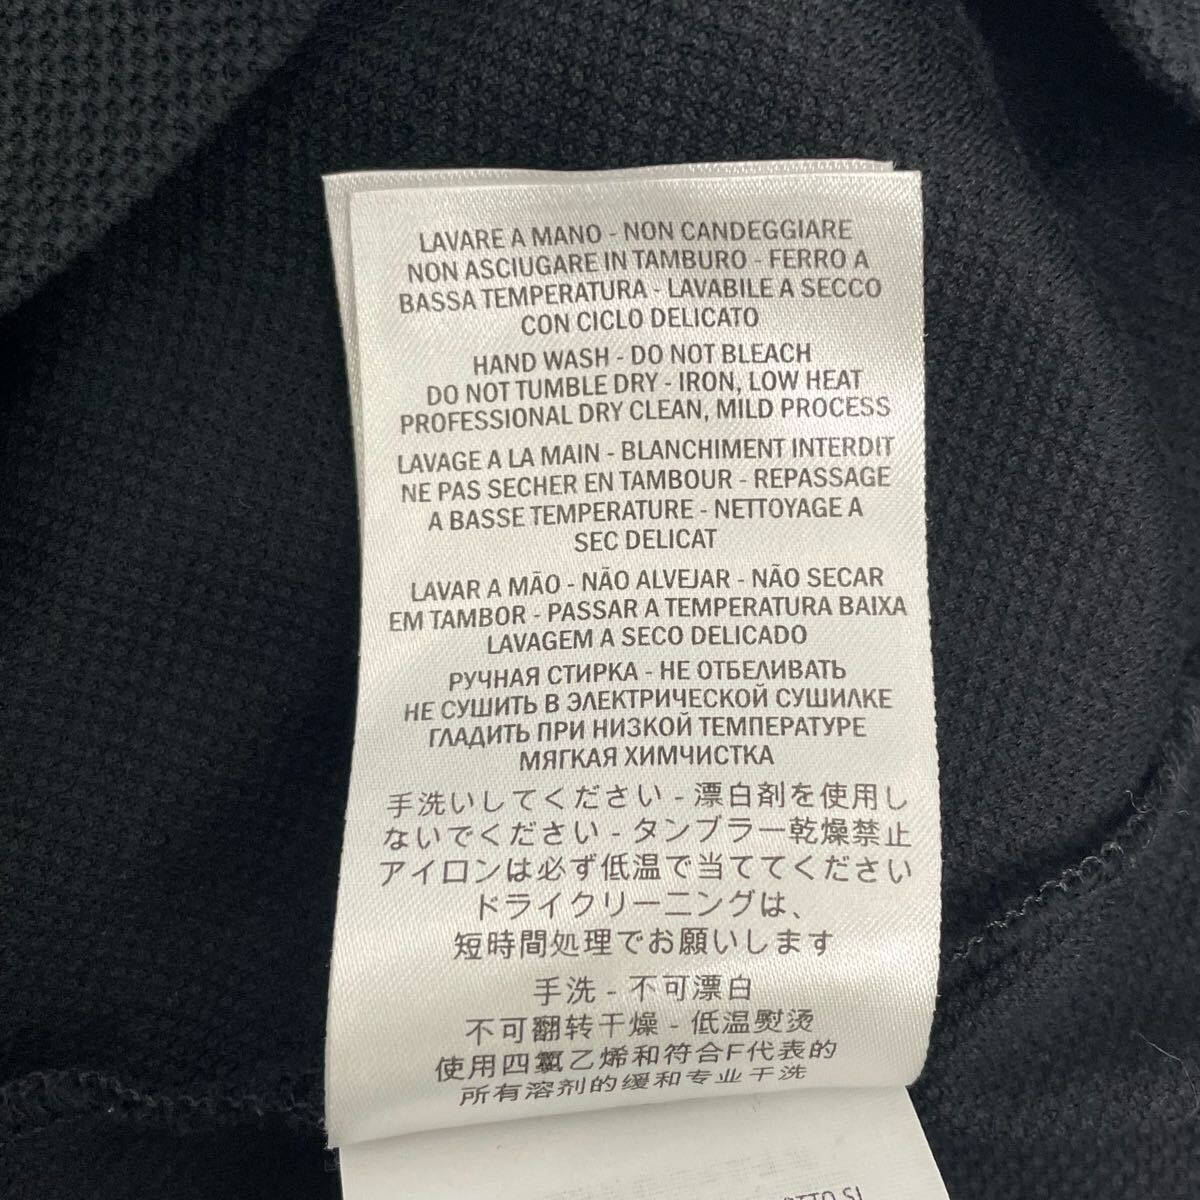 LAVARE A MANO - NON CANDEGGIARE
NON ASCIUGARE IN TAMBURO - FERRO A
BASSA TEMPERATURA - LAVABILE A SECCO
CON CICLO DELICATO
HAND WASH - DO NOT BLEACH
DO NOT TUMBLE DRY - IRON, LOW HEAT
PROFESSIONAL DRY CLEAN, MILD PROCESS
LAVAGE A LA MAIN - BLANCHIMENT INTERDIT
NE PAS SECHER EN TAMBOUR - REPASSAGE
A BASSE TEMPERATURE - NETTOYAGE A
SEC DELICAT
LAVAR A MÃO - NÃO ALVEJAR - NÃO SECAR
EM TAMBOR - PASSAR A TEMPERATURA BAIXA
LAVAGEM A SECO DELICADO
РУЧНАЯ СТИРКА - НЕ ОТБЕЛИВАТЬ
НЕ СУШИТЬ В ЭЛЕКТРИЧЕСКОЙ СУШИЛКЕ
ГЛАДИТЬ ПРИ НИЗКОЙ ТЕМПЕРАТУРЕ
МЯГКАЯ ХИМЧИСТКА
手洗いしてください - 漂白剤を使用し
ないでください - タンブラー乾燥禁止
アイロンは必ず低温で当ててください
ドライクリーニングは、
短時間処理でお願いします
手洗 - 不可漂白
不可翻转干燥 - 低温熨烫
使用四氯乙烯和符合F代表的
所有溶剂的缓和专业干洗